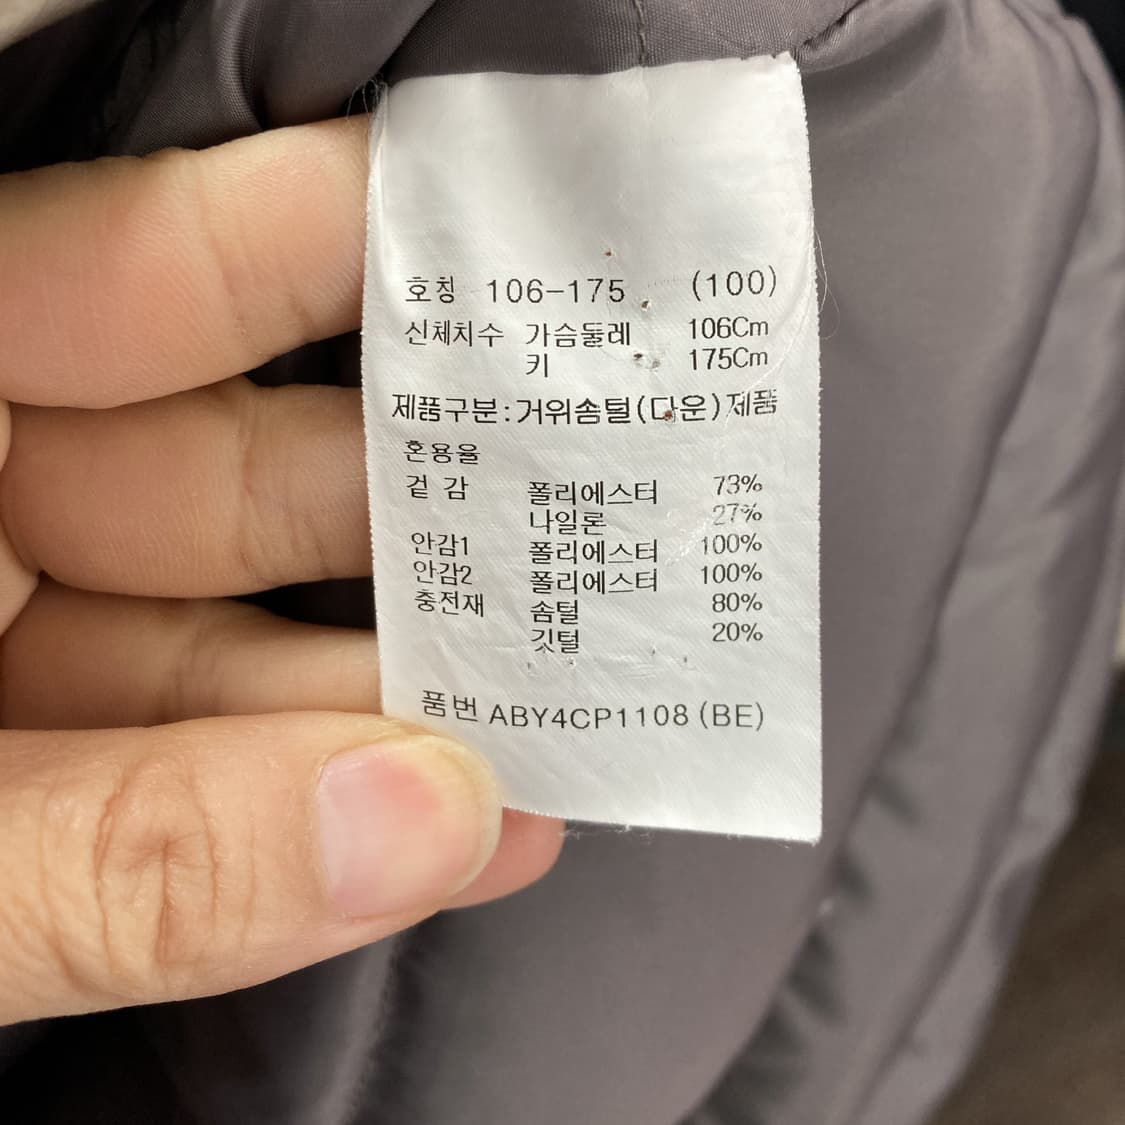 호칭 106-175 (100)
신체치수 가슴둘레 106Cm
키 175Cm
제품구분:거위솜털(다운)제품
혼용율
겉 감 폴리에스터 73%
나일론 27%
안감1 폴리에스터 100%
안감2 폴리에스터 100%
충전재 솜털 80%
깃털 20%
품번 ABY4CP1108(BE)